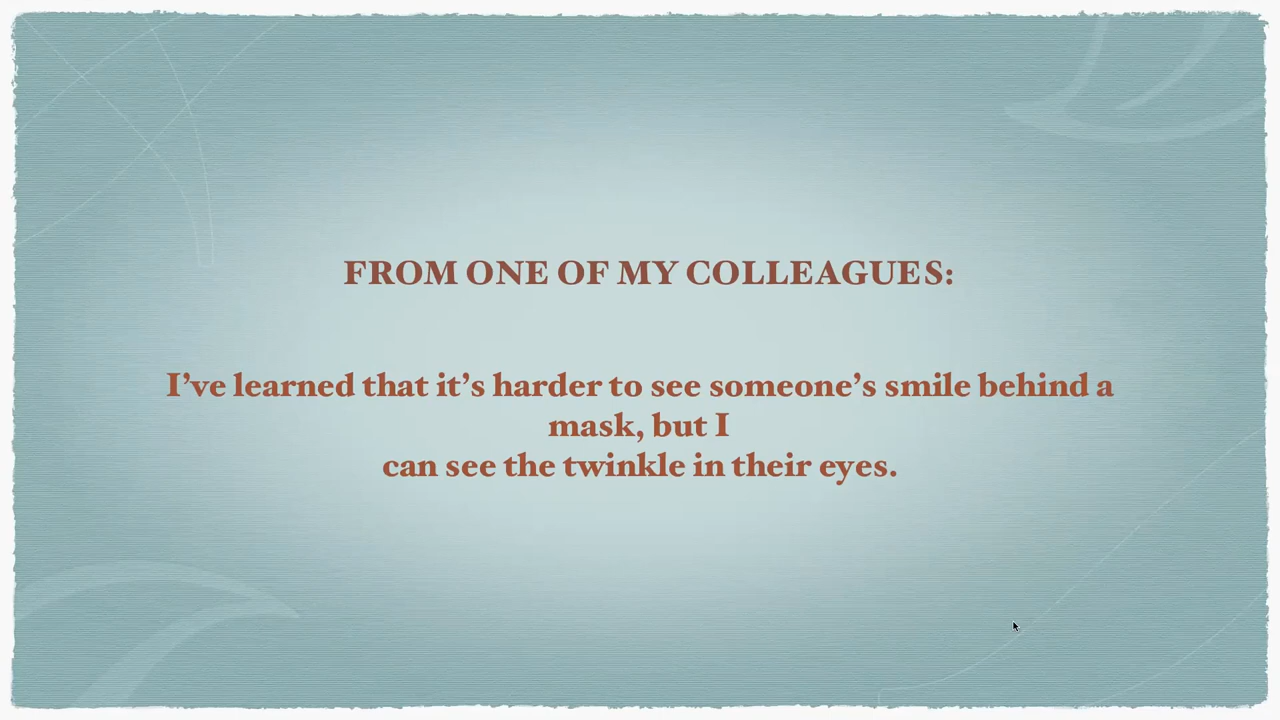 FROM ONE OF MY COLLEAGUES:
I’ve learned that it’s harder to see someone’s smile behind a
mask, but I
can see the twinkle in their eyes.